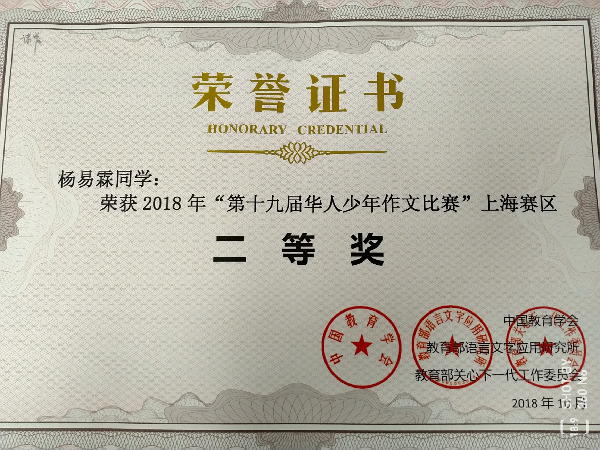 荣誉证书
HONORARY CREDENTIAL
杨易霖同学：
荣获 2018 年“第十九届华人少年作文比赛”上海赛区
二 等 奖
中国教育学会
教育部语言文字应用研究所
教育部关心下一代工作委员会
2018 年 10 月
中国教育学会
教育部语言文字应用研究所